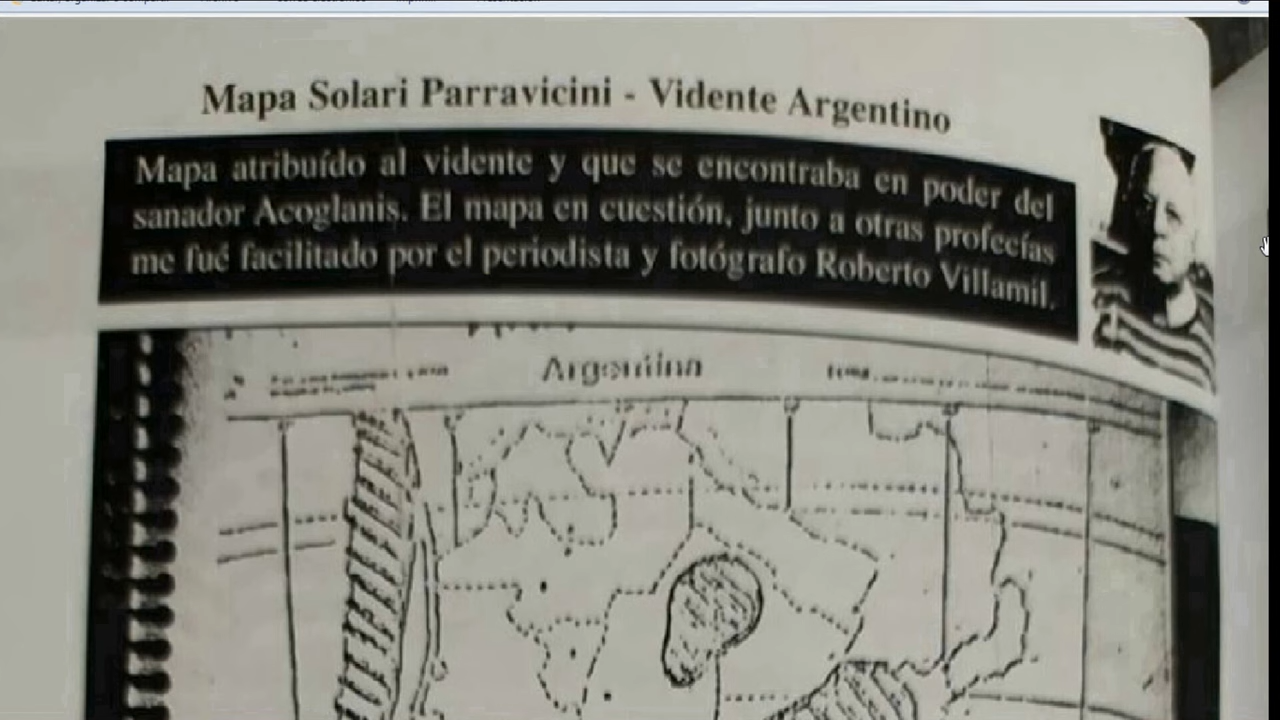 Mapa Solari Parravicini - Vidente Argentino
Mapa atribuído al vidente y que se encontraba en poder del
sanador Acoglanis. El mapa en cuestión, junto a otras profecías
me fué facilitado por el periodista y fotógrafo Roberto Villamil.
Argentina